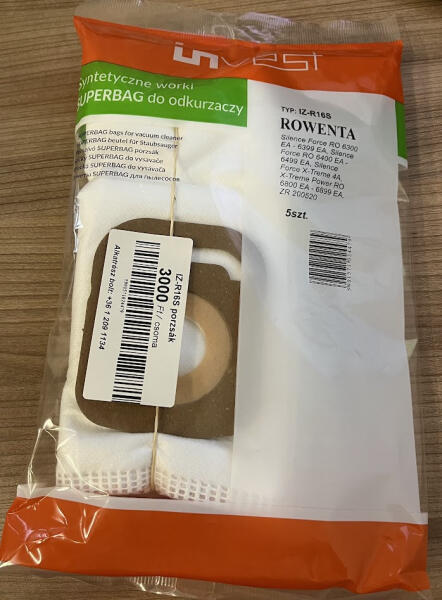 invest
syntetyczne worki
SUPERBAG do odkurzaczy
SUPERBAG bags for vacuum cleaner
SUPERBAG beutel für Staubsauger
SUPERBAG porzsák
SUPERBAG do vysavače
SUPERBAG do vysávača
SUPERBAG для пылесосов
TYP: IZ-R16S
ROWENTA
Silence Force RO 6300
EA - 6399 EA, Silence
Force RO 6400 EA -
6499 EA, Silence
Force X-Treme 4A,
X-Treme Power RO
6800 EA - 6899 EA,
ZR 200520
5szt.
IZ-R16S porzsák
3000 Ft / csoma
Alkatrész bolt: +36 1 209 1134